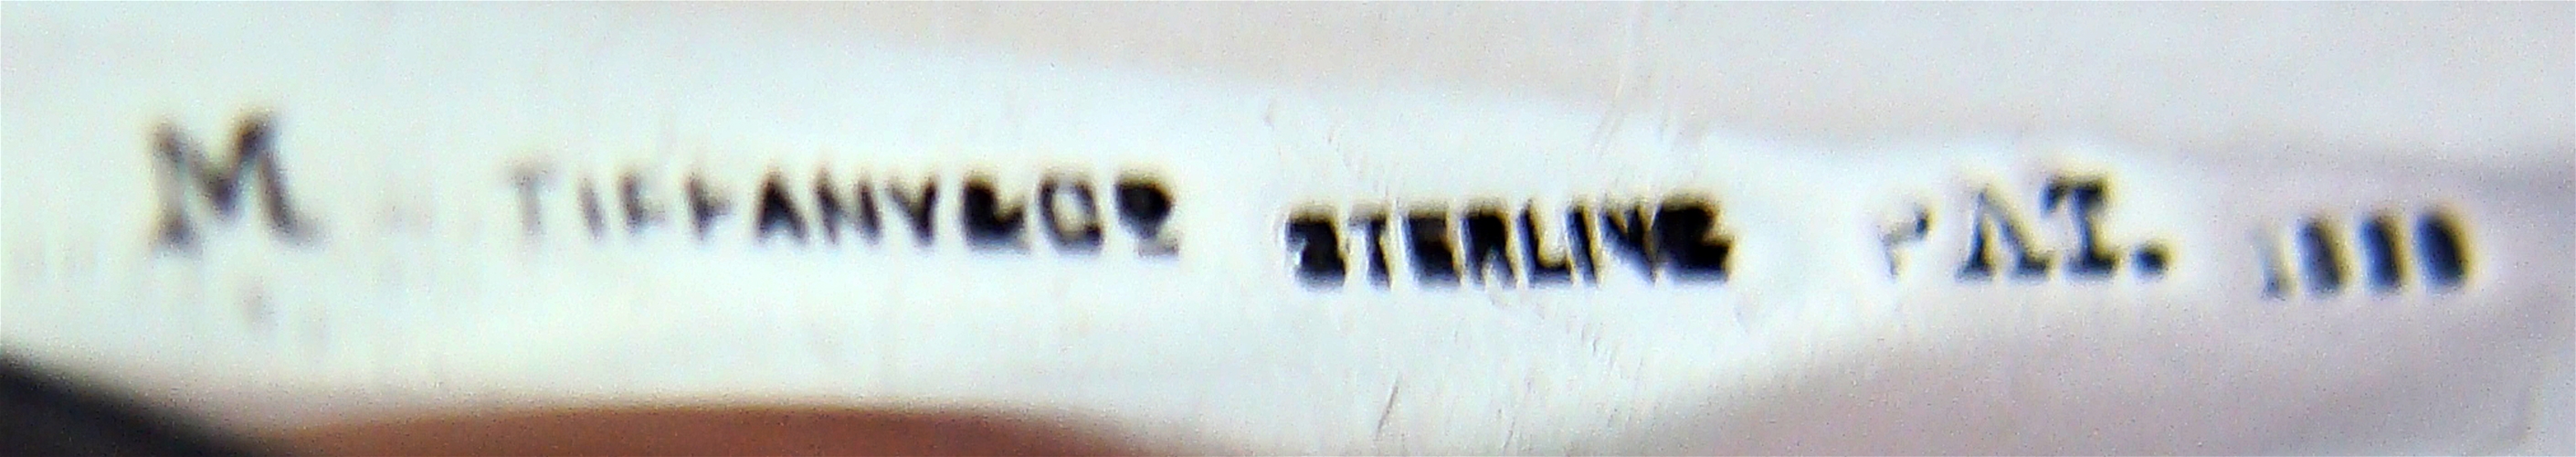 M TIFFANY&Co STERLING PAT.